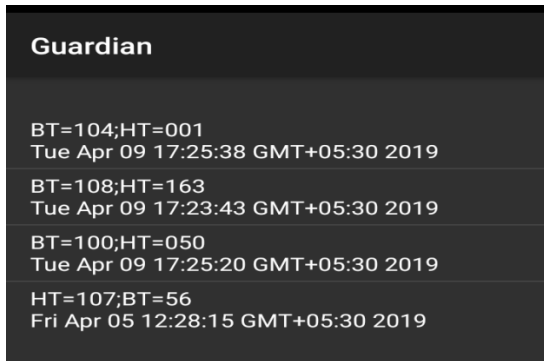 Guardian
BT=104;HT=001
Tue Apr 09 17:25:38 GMT+05:30 2019
BT=108;HT=163
Tue Apr 09 17:23:43 GMT+05:30 2019
BT=100;HT=050
Tue Apr 09 17:25:20 GMT+05:30 2019
HT=107;BT=56
Fri Apr 05 12:28:15 GMT+05:30 2019